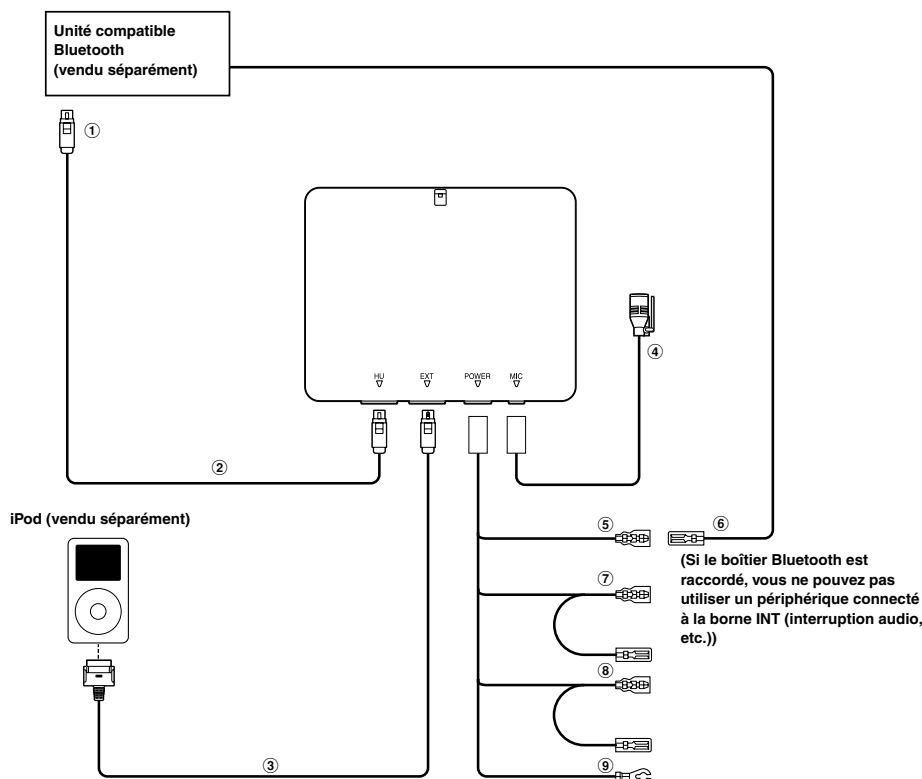 Unité compatible
Bluetooth
(vendu séparément)
①
④
HU
EXT
POWER
MIC
②
iPod (vendu séparément)
⑤
⑥
(Si le boîtier Bluetooth est
raccordé, vous ne pouvez pas
utiliser un périphérique connecté
à la borne INT (interruption audio,
etc.))
⑦
⑧
③
⑨